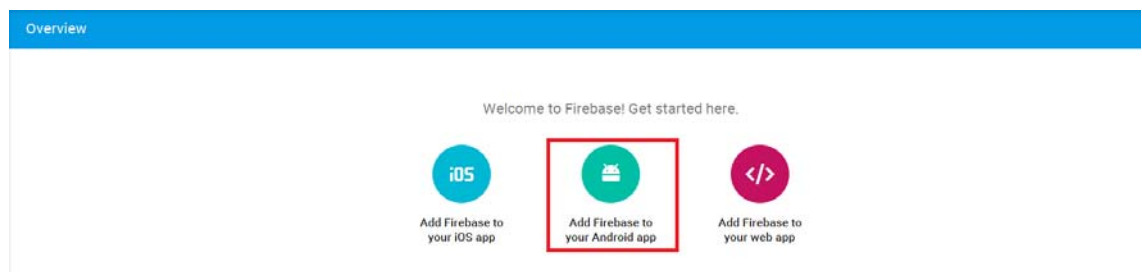 Overview
Welcome to Firebase! Get started here.
iOS
</>
Add Firebase to
your iOS app
Add Firebase to
your Android app
Add Firebase to
your web app